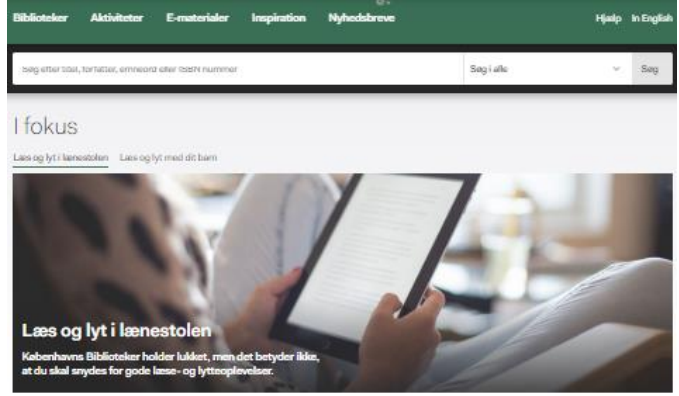 Biblioteker Aktiviteter E-materialer Inspiration Nyhedsbreve Hjælp In English
Søg efter titel, forfatter, emneord eller ISBN nummer Søg i alle Søg
I fokus
Læs og lyt i lænestolen Læs og lyt med dit barn
Læs og lyt i lænestolen
Københavns Biblioteker holder lukket, men det betyder ikke,
at du skal snydes for gode læse- og lytteoplevelser.